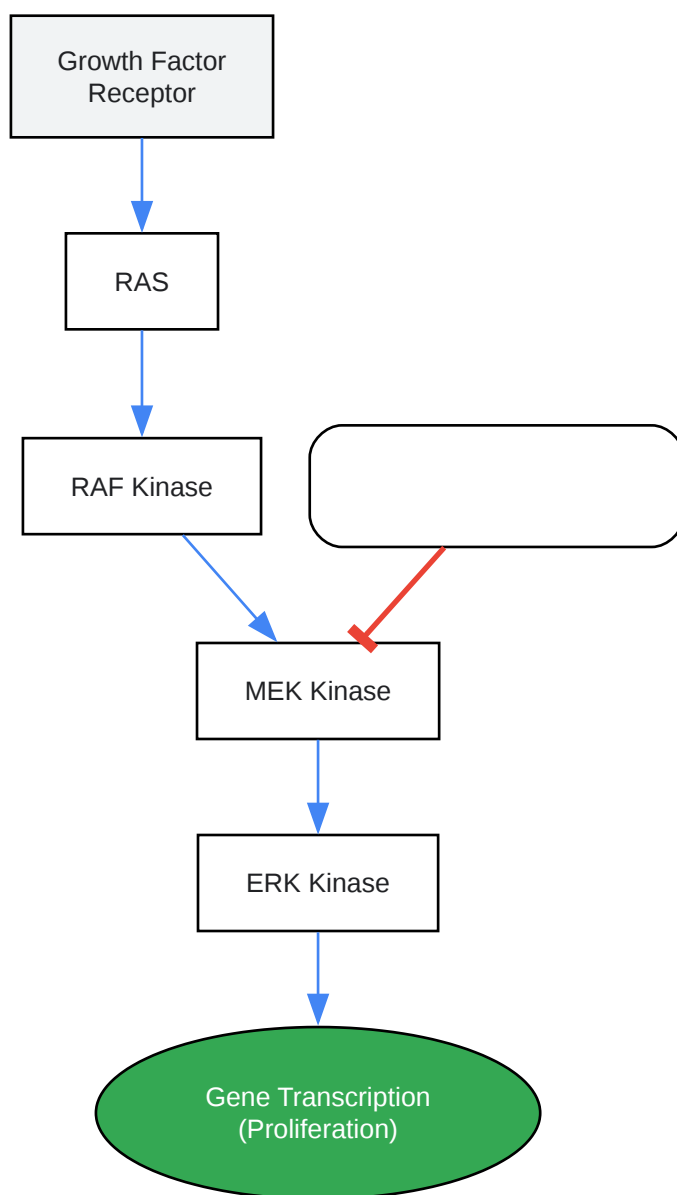 Growth Factor
Receptor
RAS
RAF Kinase
MEK Kinase
ERK Kinase
Gene Transcription
(Proliferation)